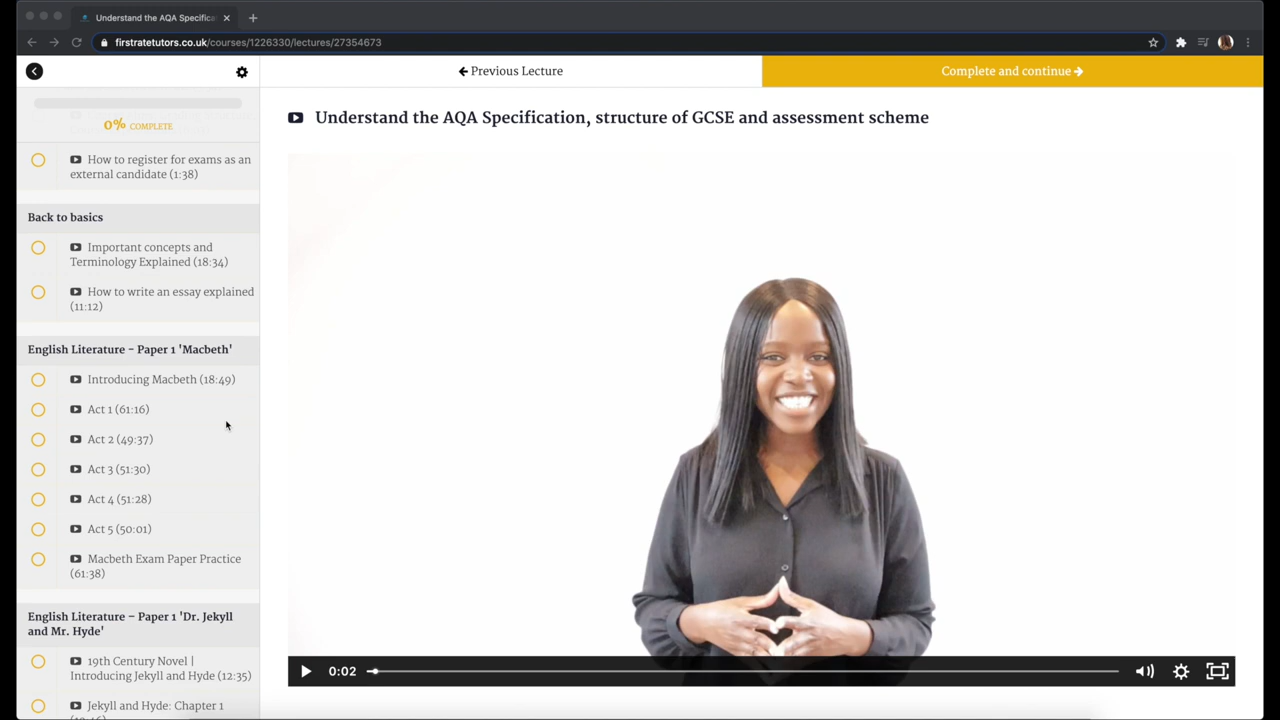 Understand the AQA Specifica
firstratetutors.co.uk/courses/1226330/lectures/27354673
Previous Lecture
Complete and continue
0% COMPLETE
How to register for exams as an
external candidate (1:38)
Back to basics
Important concepts and
Terminology Explained (18:34)
How to write an essay explained
(11:12)
English Literature - Paper 1 'Macbeth'
Introducing Macbeth (18:49)
Act 1 (61:16)
Act 2 (49:37)
Act 3 (51:30)
Act 4 (51:28)
Act 5 (50:01)
Macbeth Exam Paper Practice
(61:38)
English Literature – Paper 1 'Dr. Jekyll
and Mr. Hyde'
19th Century Novel |
Introducing Jekyll and Hyde (12:35)
Jekyll and Hyde: Chapter 1
Understand the AQA Specification, structure of GCSE and assessment scheme
0:02